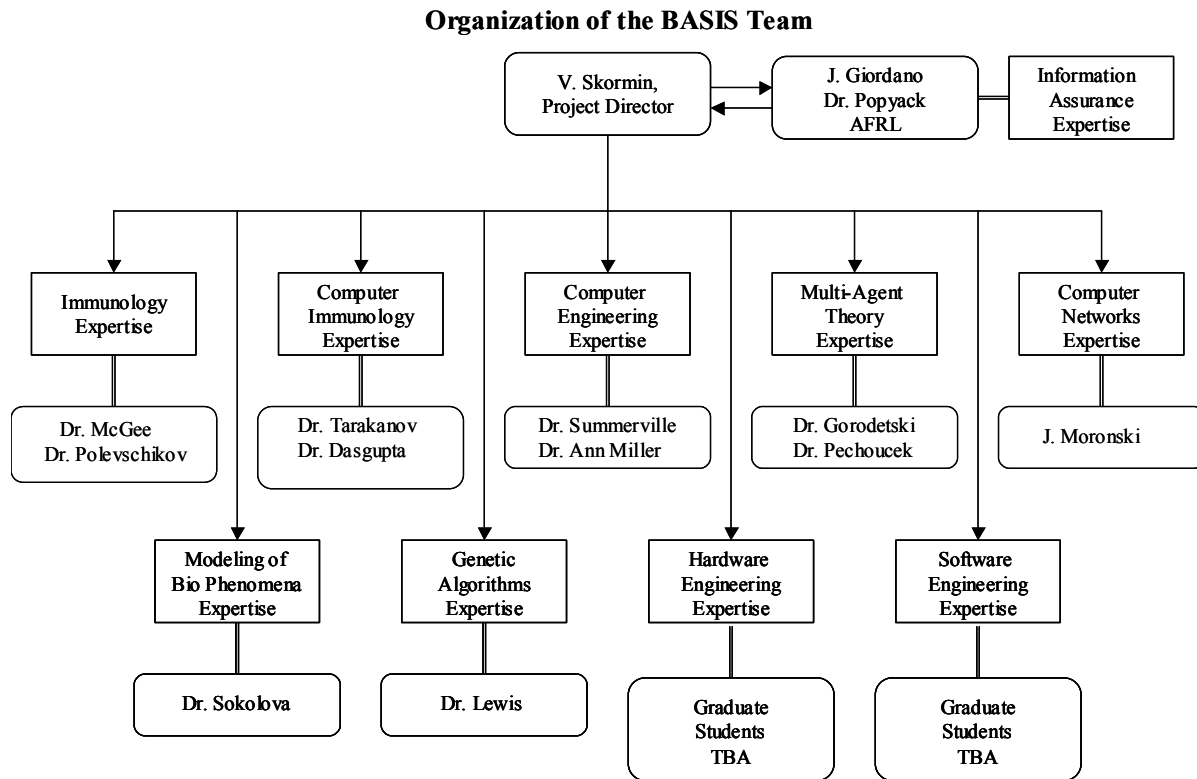 Organization of the BASIS Team
V. Skormin,
Project Director
J. Giordano
Dr. Popyack
AFRL
Information
Assurance
Expertise
Immunology
Expertise
Computer
Immunology
Expertise
Computer
Engineering
Expertise
Multi-Agent
Theory
Expertise
Computer
Networks
Expertise
Dr. McGee
Dr. Polevschikov
Dr. Tarakanov
Dr. Dasgupta
Dr. Summerville
Dr. Ann Miller
Dr. Gorodetski
Dr. Pechoucek
J. Moronski
Modeling of
Bio Phenomena
Expertise
Genetic
Algorithms
Expertise
Hardware
Engineering
Expertise
Software
Engineering
Expertise
Dr. Sokolova
Dr. Lewis
Graduate
Students
TBA
Graduate
Students
TBA